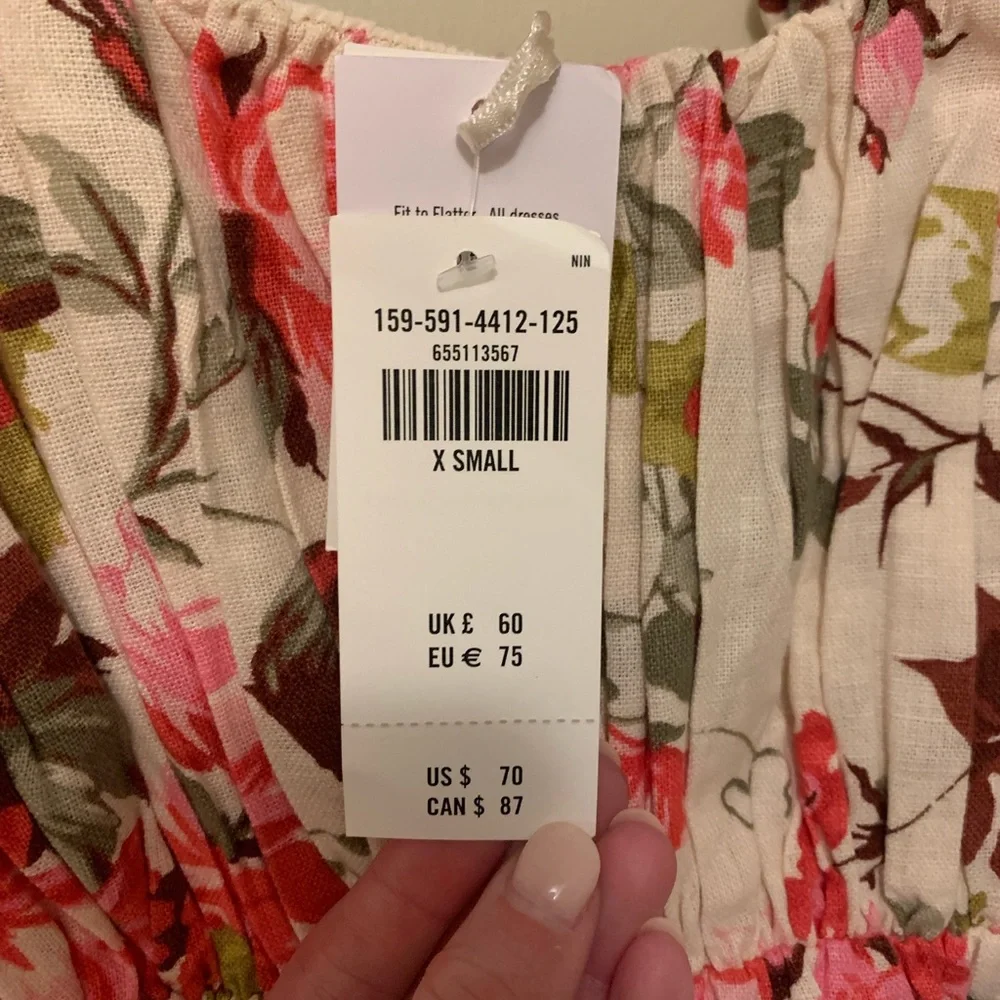 Fit to Flatter All dresses
NIN
159-591-4412-125
655113567
X SMALL
UK £ 60
EU € 75
US $ 70
CAN $ 87